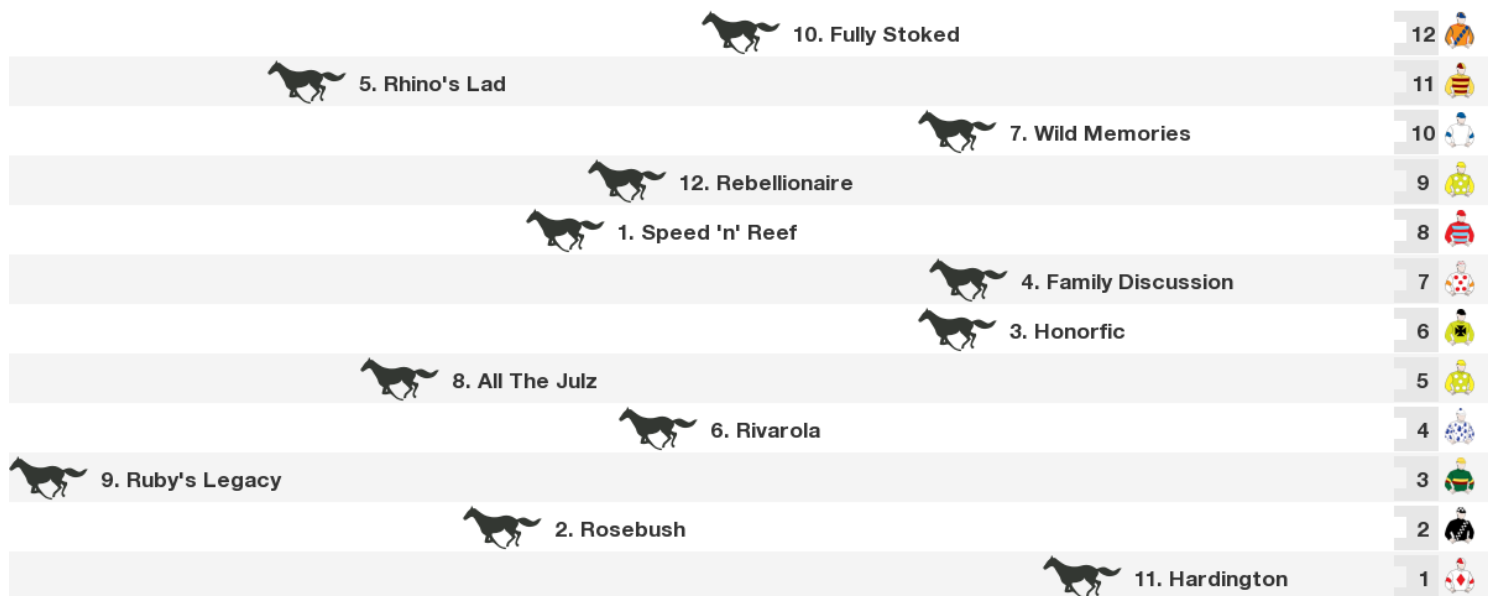 10. Fully Stoked 12
5. Rhino's Lad 11
7. Wild Memories 10
12. Rebellionaire 9
1. Speed 'n' Reef 8
4. Family Discussion 7
3. Honorfic 6
8. All The Julz 5
6. Rivarola 4
9. Ruby's Legacy 3
2. Rosebush 2
11. Hardington 1